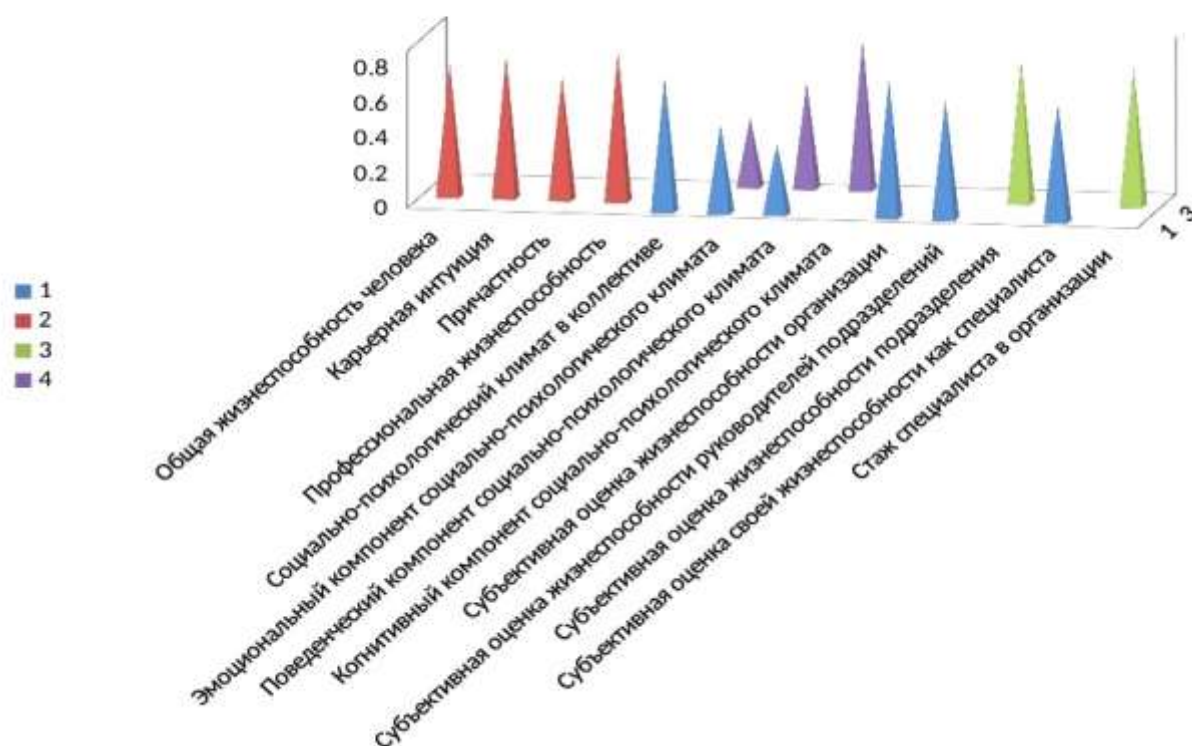 0.8
0.6
0.4
0.2
0
1
3
1
2
3
4
Общая жизнеспособность человека
Карьерная интуиция
Причастность
Профессиональная жизнеспособность
Социально-психологический климат в коллективе
Эмоциональный компонент социально-психологического климата
Поведенческий компонент социально-психологического климата
Когнитивный компонент социально-психологического климата
Субъективная оценка жизнеспособности организации
Субъективная оценка жизнеспособности руководителей подразделений
Субъективная оценка жизнеспособности подразделения
Субъективная оценка своей жизнеспособности как специалиста
Стаж специалиста в организации